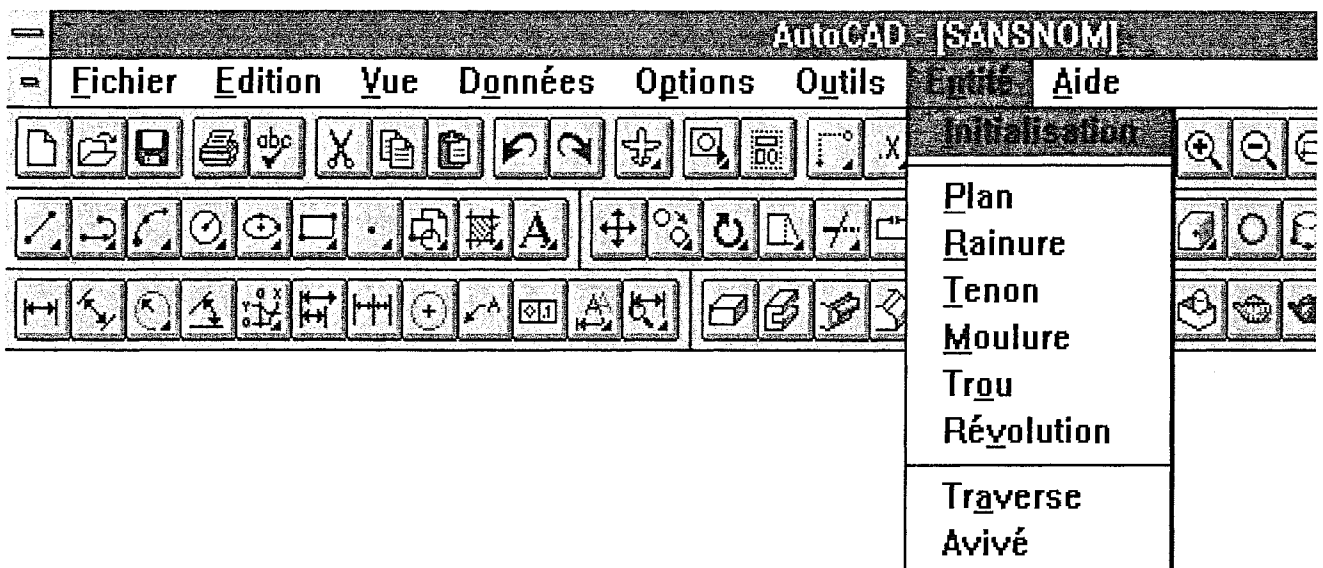 AutoCAD - [SANSNOM]
Fichier Edition Vue Données Options Outils Entité Aide
Initialisation
abc
.X
Plan
Rainure
Tenon
Moulure
Trou
Révolution
Traverse
Avivé